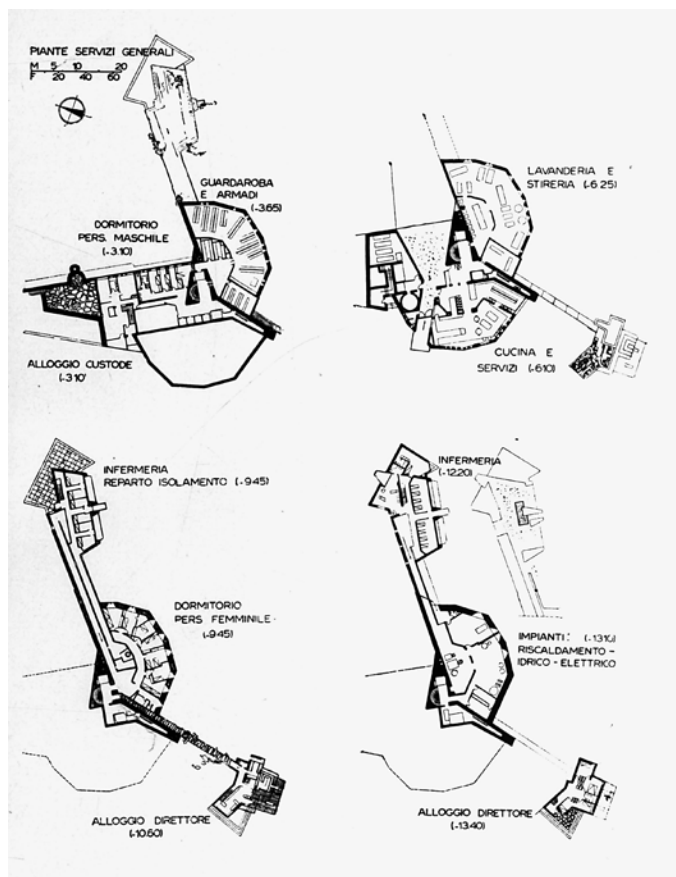 PIANTE SERVIZI GENERALI
M 5 10 20
F 20 40 60
GUARDAROBA
E ARMADI
(-3.65)
DORMITORIO
PERS. MASCHILE
(-3.10)
ALLOGGIO CUSTODE
(-3.10'
LAVANDERIA E
STIRERIA (-6.25)
CUCINA E
SERVIZI (-6.10)
INFERMERIA
REPARTO ISOLAMENTO (-9.45)
DORMITORIO
PERS. FEMMINILE -
(-9.45)
ALLOGGIO DIRETTORE
(-10.60)
INFERMERIA
(-12.20)
IMPIANTI: (-13.10)
RISCALDAMENTO -
IDRICO - ELETTRICO
ALLOGGIO DIRETTORE
(-13.40)